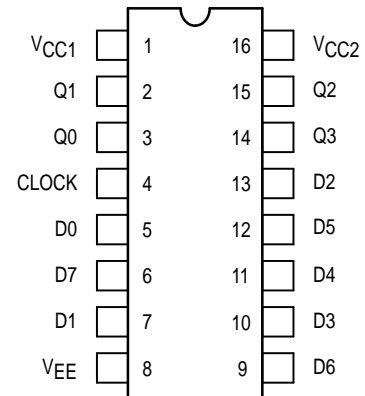 VCC1 1 16 VCC2
Q1 2 15 Q2
Q0 3 14 Q3
CLOCK 4 13 D2
D0 5 12 D5
D7 6 11 D4
D1 7 10 D3
VEE 8 9 D6